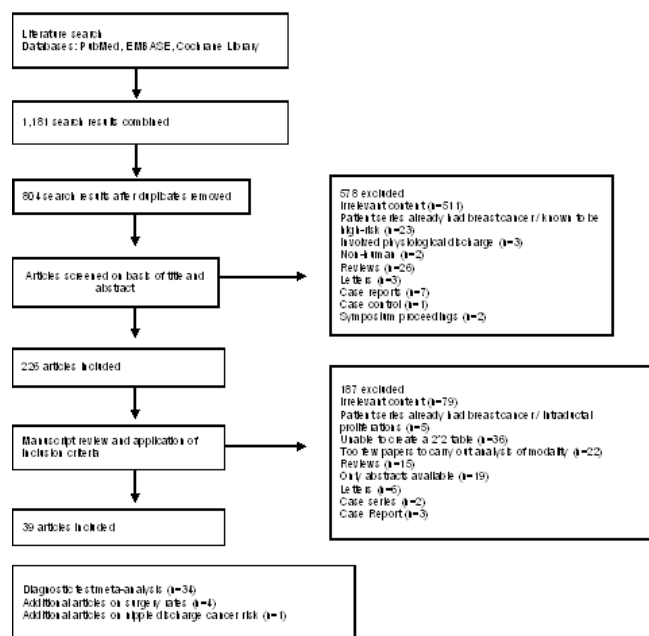 Literature search
Databases: PubMed, EMBASE, Cochrane Library
1,181 search results combined
804 search results after duplicates removed
578 excluded
Irrelevant content (n=511)
Patient series already had breast cancer / known to be
high-risk (n=23)
Involved physiological discharge (n=3)
Non-human (n=2)
Reviews (n=26)
Letters (n=3)
Case reports (n=7)
Case control (n=1)
Symposium proceedings (n=2)
Articles screened on basis of title and
abstract
226 articles included
187 excluded
Irrelevant content (n=79)
Patient series already had breast cancer / Intraductal
proliferations (n=5)
Unable to create a 2*2 table (n=36)
Too few papers to carry out analysis of modality (n=22)
Reviews (n=15)
Only abstracts available (n=19)
Letters (n=6)
Case series (n=2)
Case Report (n=3)
Manuscript review and application of
inclusion criteria
39 articles included
Diagnostic test meta-analysis (n=34)
Additional articles on surgery rates (n=4)
Additional articles on nipple discharge cancer risk (n=1)